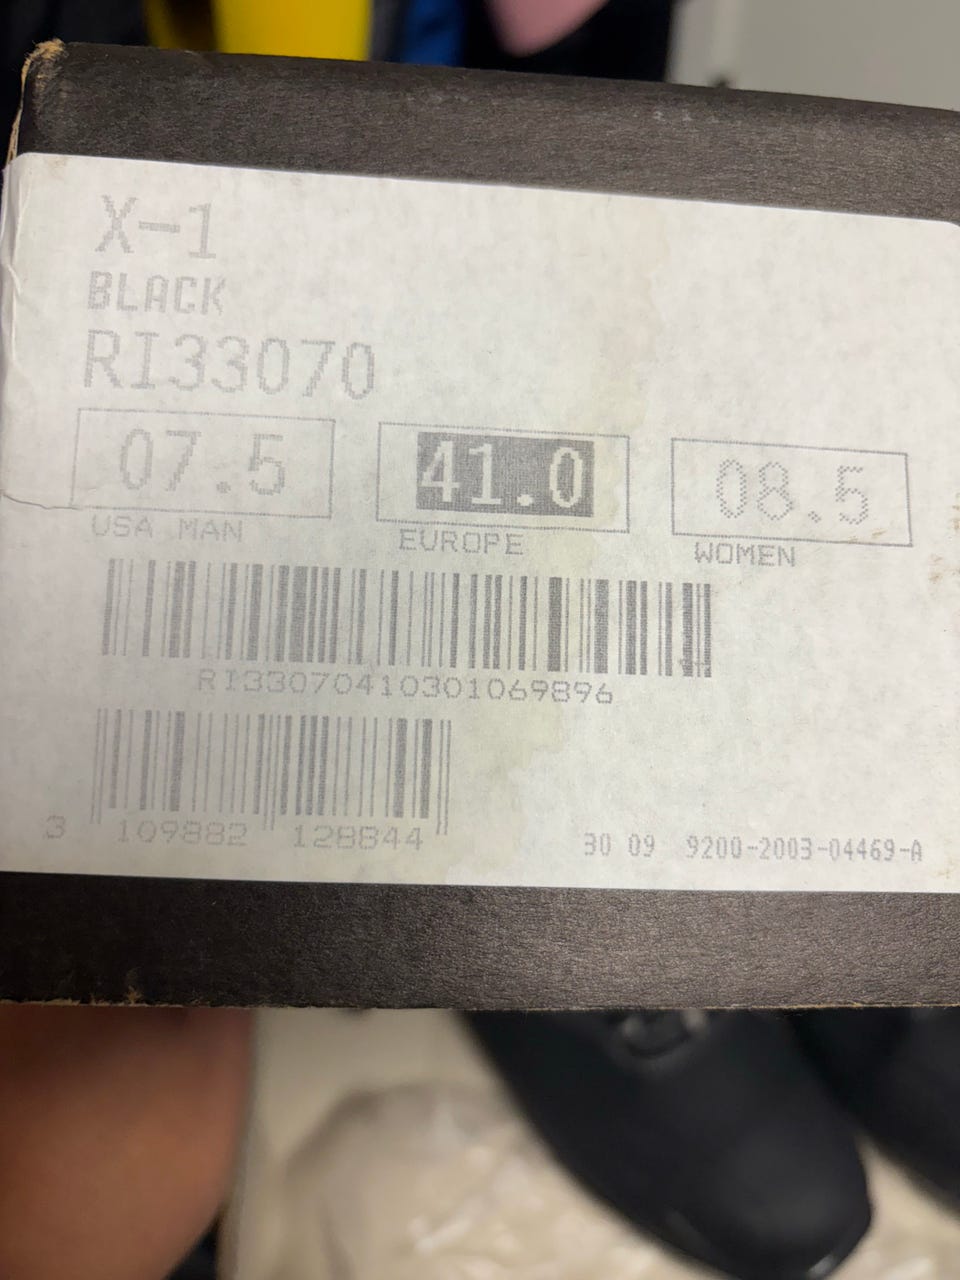 X-1
BLACK
RI33070
07.5 41.0 08.5
USA MAN EUROPE WOMEN
RI33070410301069896
3 109882 128844
30 09 9200-2003-04469-A